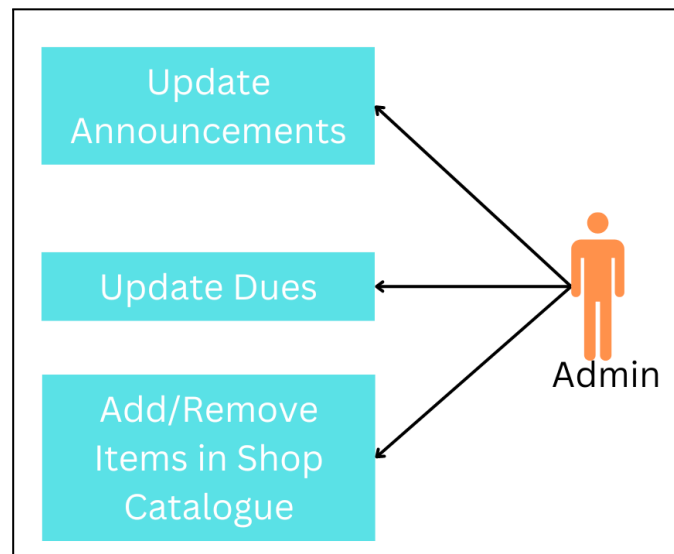 Update
Announcements
Update Dues
Admin
Add/Remove
Items in Shop
Catalogue